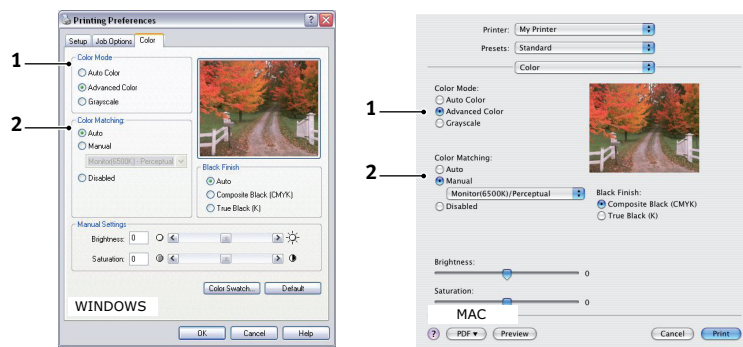 Printing Preferences
Setup Job Options Color
1
Color Mode
Auto Color
Advanced Color
Grayscale
2
Color Matching:
Auto
Manual
Monitor(6500K) - Perceptual
Disabled
Black Finish
Auto
Composite Black (CMYK)
True Black (K)
Manual Settings
Brightness: 0
Saturation: 0
Color Swatch... Default
WINDOWS
OK Cancel Help
Printer: My Printer
Presets: Standard
Color
1
Color Mode:
Auto Color
Advanced Color
Grayscale
2
Color Matching:
Auto
Manual
Monitor(6500K)/Perceptual
Disabled
Black Finish:
Composite Black (CMYK)
True Black (K)
Brightness:
0
Saturation:
0
MAC
? PDF Preview Cancel Print